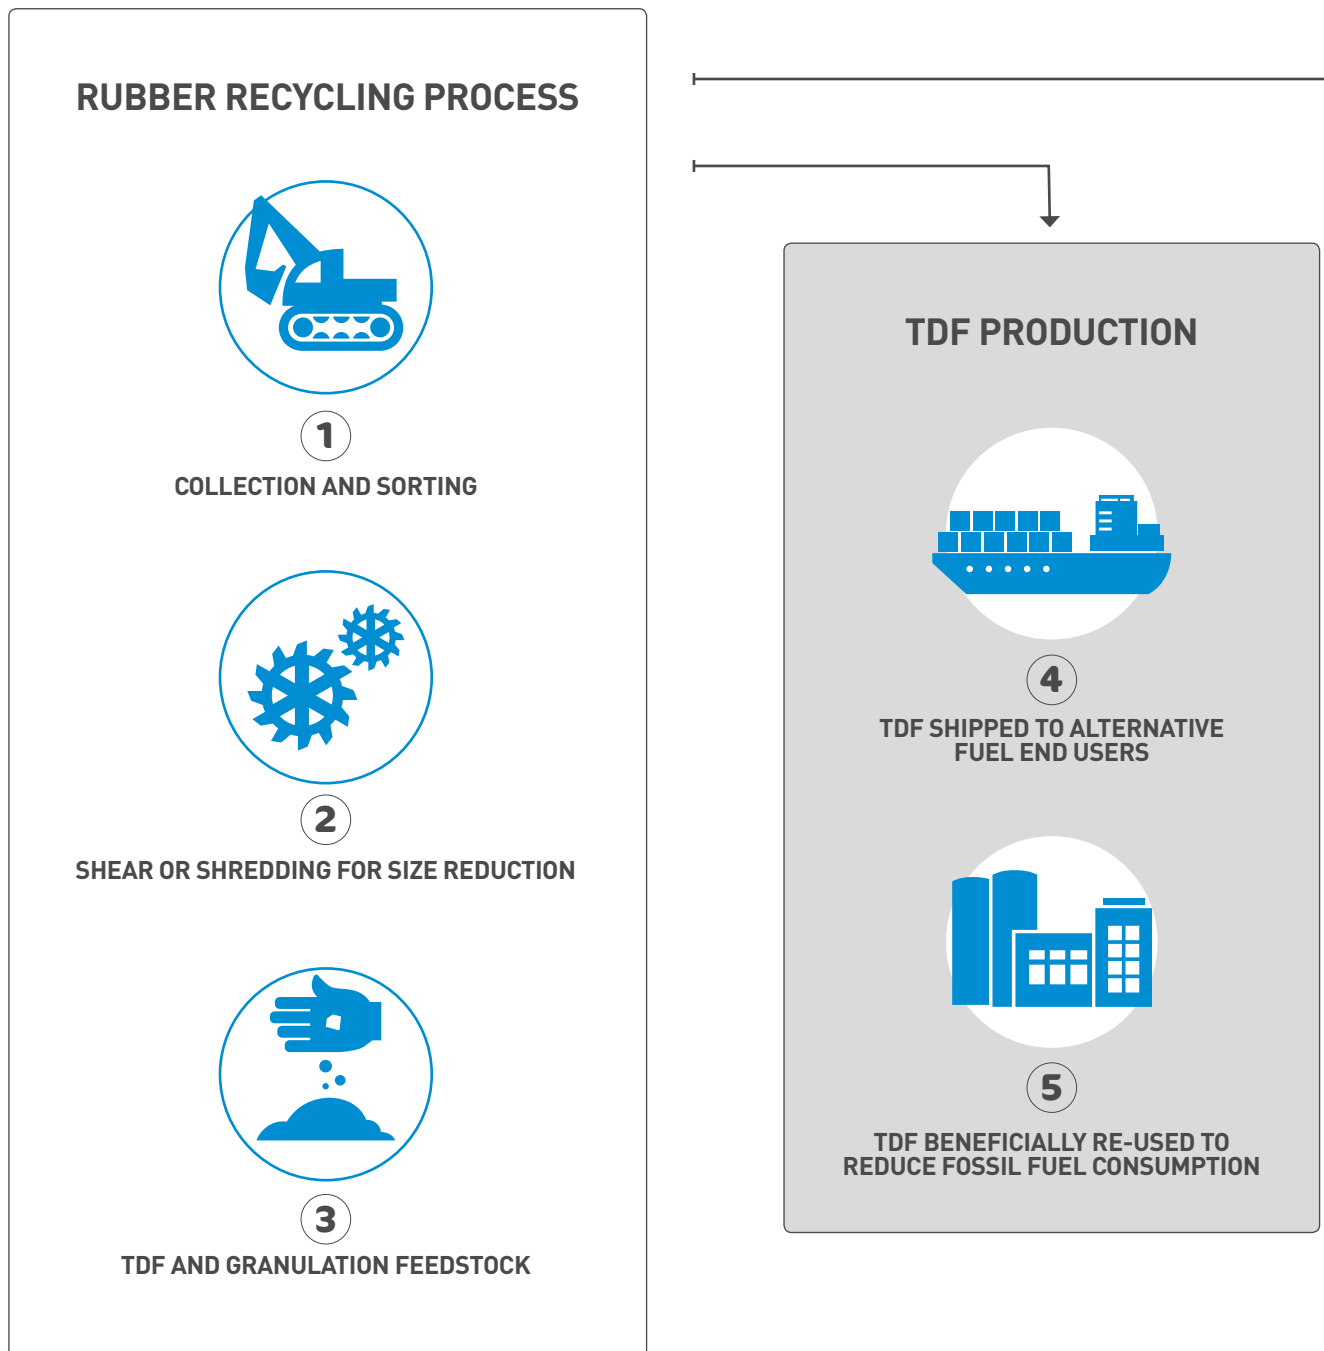 RUBBER RECYCLING PROCESS
1
COLLECTION AND SORTING
2
SHEAR OR SHREDDING FOR SIZE REDUCTION
3
TDF AND GRANULATION FEEDSTOCK
TDF PRODUCTION
4
TDF SHIPPED TO ALTERNATIVE
FUEL END USERS
5
TDF BENEFICIALLY RE-USED TO
REDUCE FOSSIL FUEL CONSUMPTION